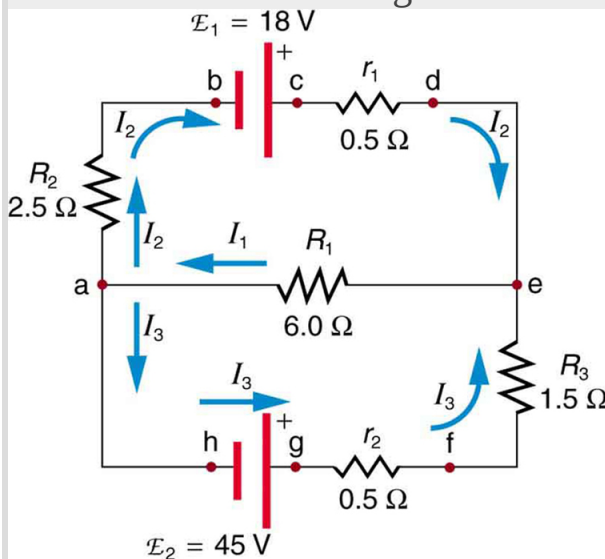 ℰ₁ = 18 V
+
b
c
r₁
d
0.5 Ω
I₂
I₂
R₂
2.5 Ω
I₂
I₁
R₁
a
e
6.0 Ω
I₃
I₃
I₃
R₃
1.5 Ω
h
+
g
r₂
f
0.5 Ω
ℰ₂ = 45 V